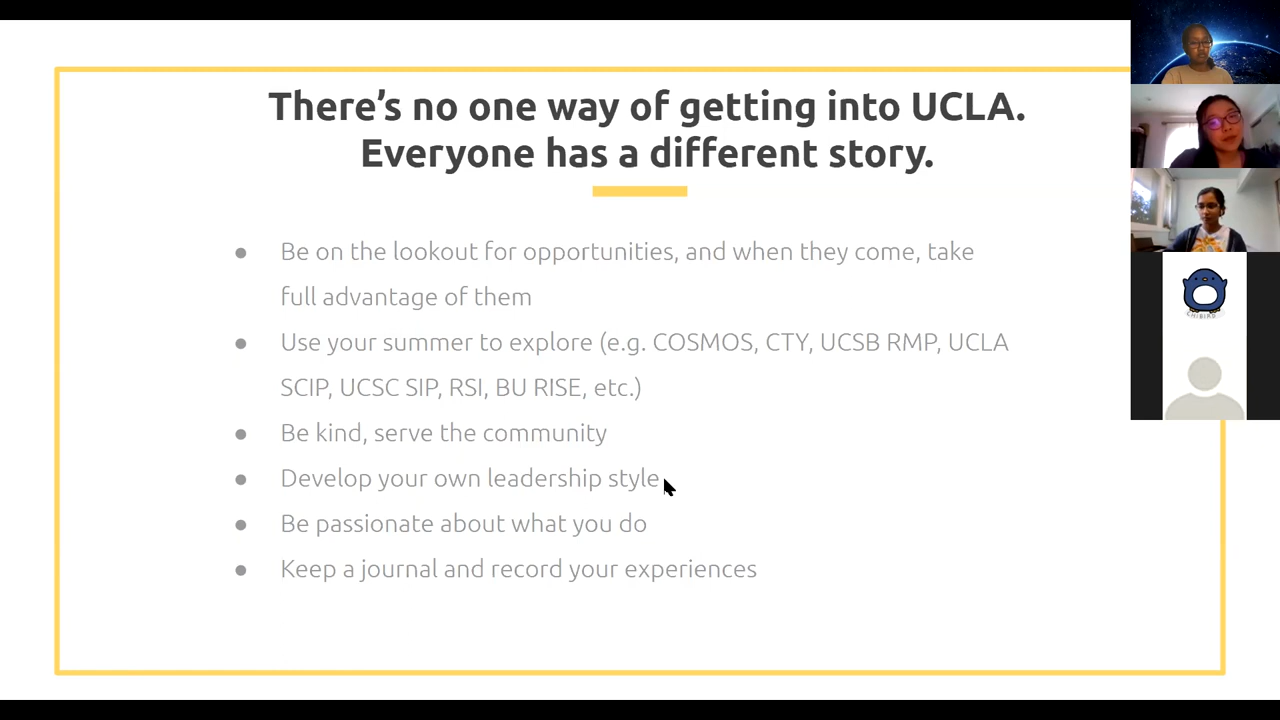 There's no one way of getting into UCLA.
Everyone has a different story.
● Be on the lookout for opportunities, and when they come, take
full advantage of them
● Use your summer to explore (e.g. COSMOS, CTY, UCSB RMP, UCLA
SCIP, UCSC SIP, RSI, BU RISE, etc.)
● Be kind, serve the community
● Develop your own leadership style
● Be passionate about what you do
● Keep a journal and record your experiences